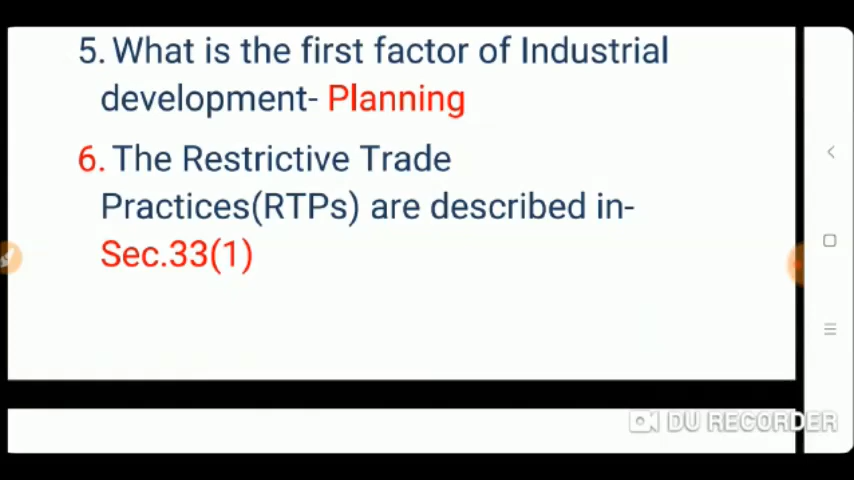 5. What is the first factor of Industrial
development- Planning
6. The Restrictive Trade
Practices(RTPs) are described in-
Sec.33(1)
DU RECORDER